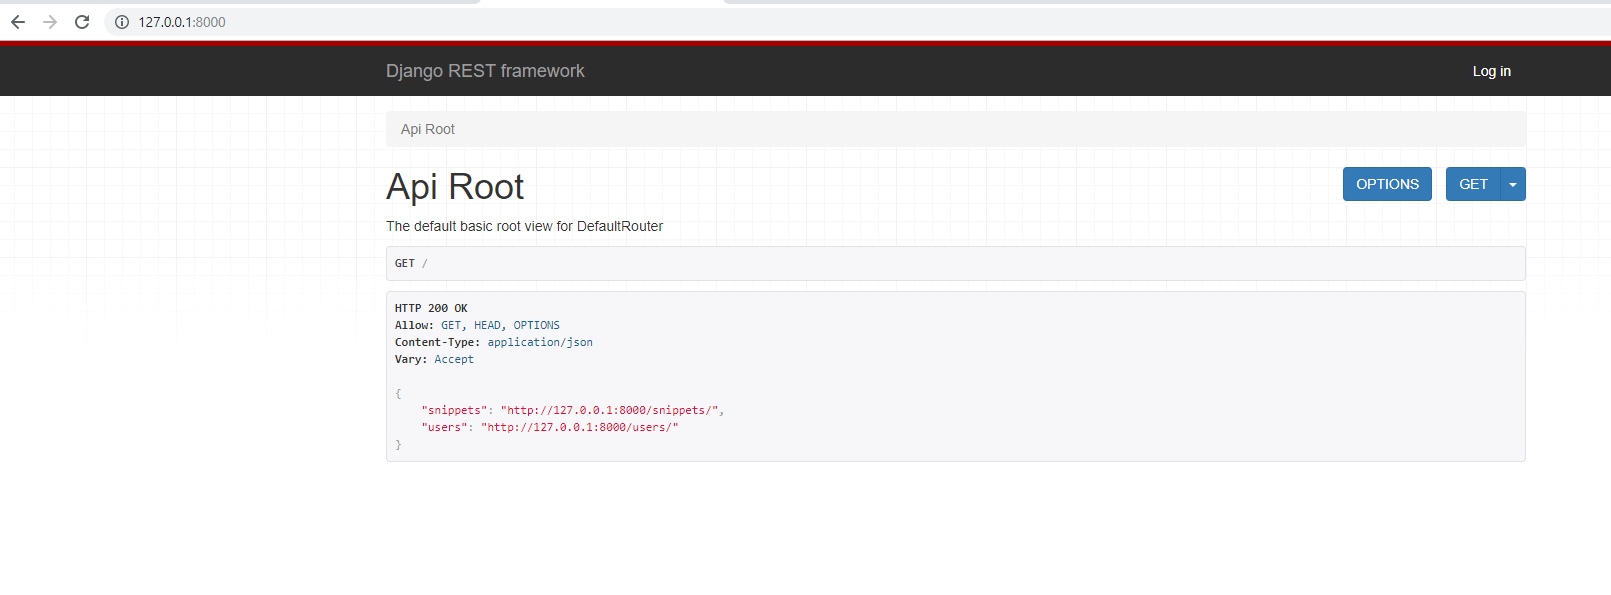 127.0.0.1:8000
Django REST framework
Log in
Api Root
Api Root
OPTIONS
GET
The default basic root view for DefaultRouter
GET /
HTTP 200 OK
Allow: GET, HEAD, OPTIONS
Content-Type: application/json
Vary: Accept
{
"snippets": "http://127.0.0.1:8000/snippets/",
"users": "http://127.0.0.1:8000/users/"
}